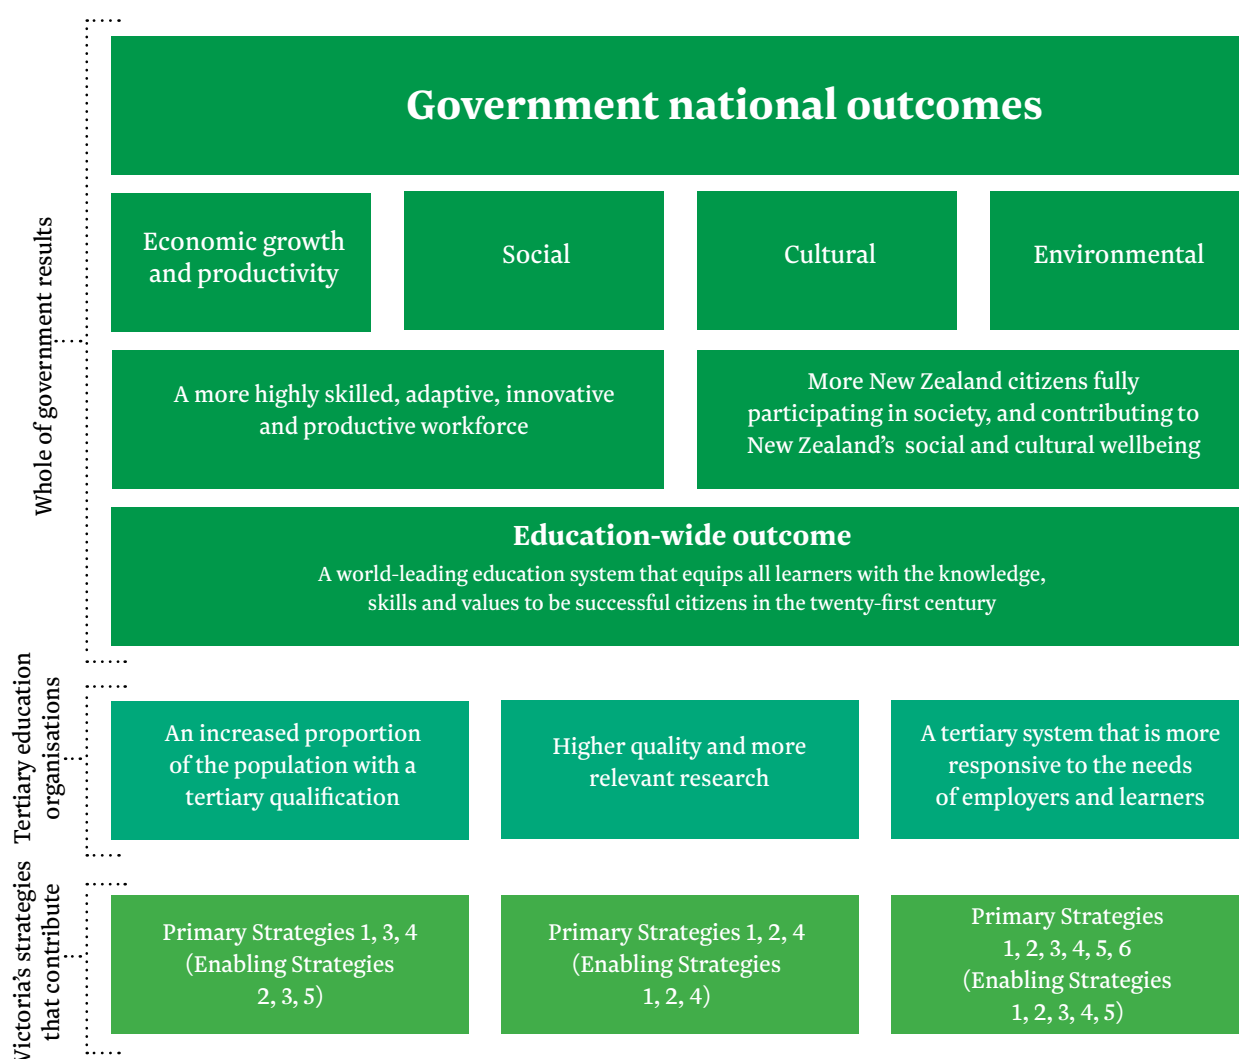 Government national outcomes
Whole of government results
Economic growth
and productivity
Social
Cultural
Environmental
A more highly skilled, adaptive, innovative
and productive workforce
More New Zealand citizens fully
participating in society, and contributing to
New Zealand's  social and cultural wellbeing
Education-wide outcome
A world-leading education system that equips all learners with the knowledge,
skills and values to be successful citizens in the twenty-first century
Tertiary education
organisations
An increased proportion
of the population with a
tertiary qualification
Higher quality and more
relevant research
A tertiary system that is more
responsive to the needs
of employers and learners
Victoria's strategies
that contribute
Primary Strategies 1, 3, 4
(Enabling Strategies
2, 3, 5)
Primary Strategies 1, 2, 4
(Enabling Strategies
1, 2, 4)
Primary Strategies
1, 2, 3, 4, 5, 6
(Enabling Strategies
1, 2, 3, 4, 5)